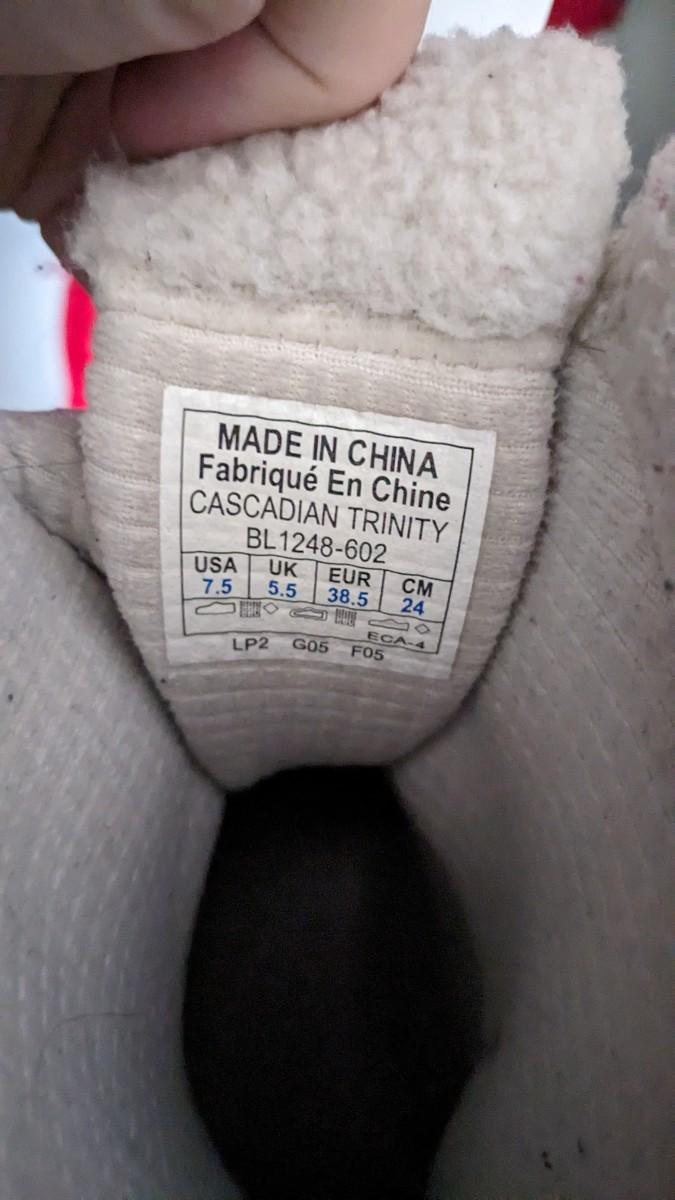 MADE IN CHINA
Fabriqué En Chine
CASCADIAN TRINITY
BL1248-602
USA UK EUR CM
7.5 5.5 38.5 24
ECA-4
LP2 G05 F05